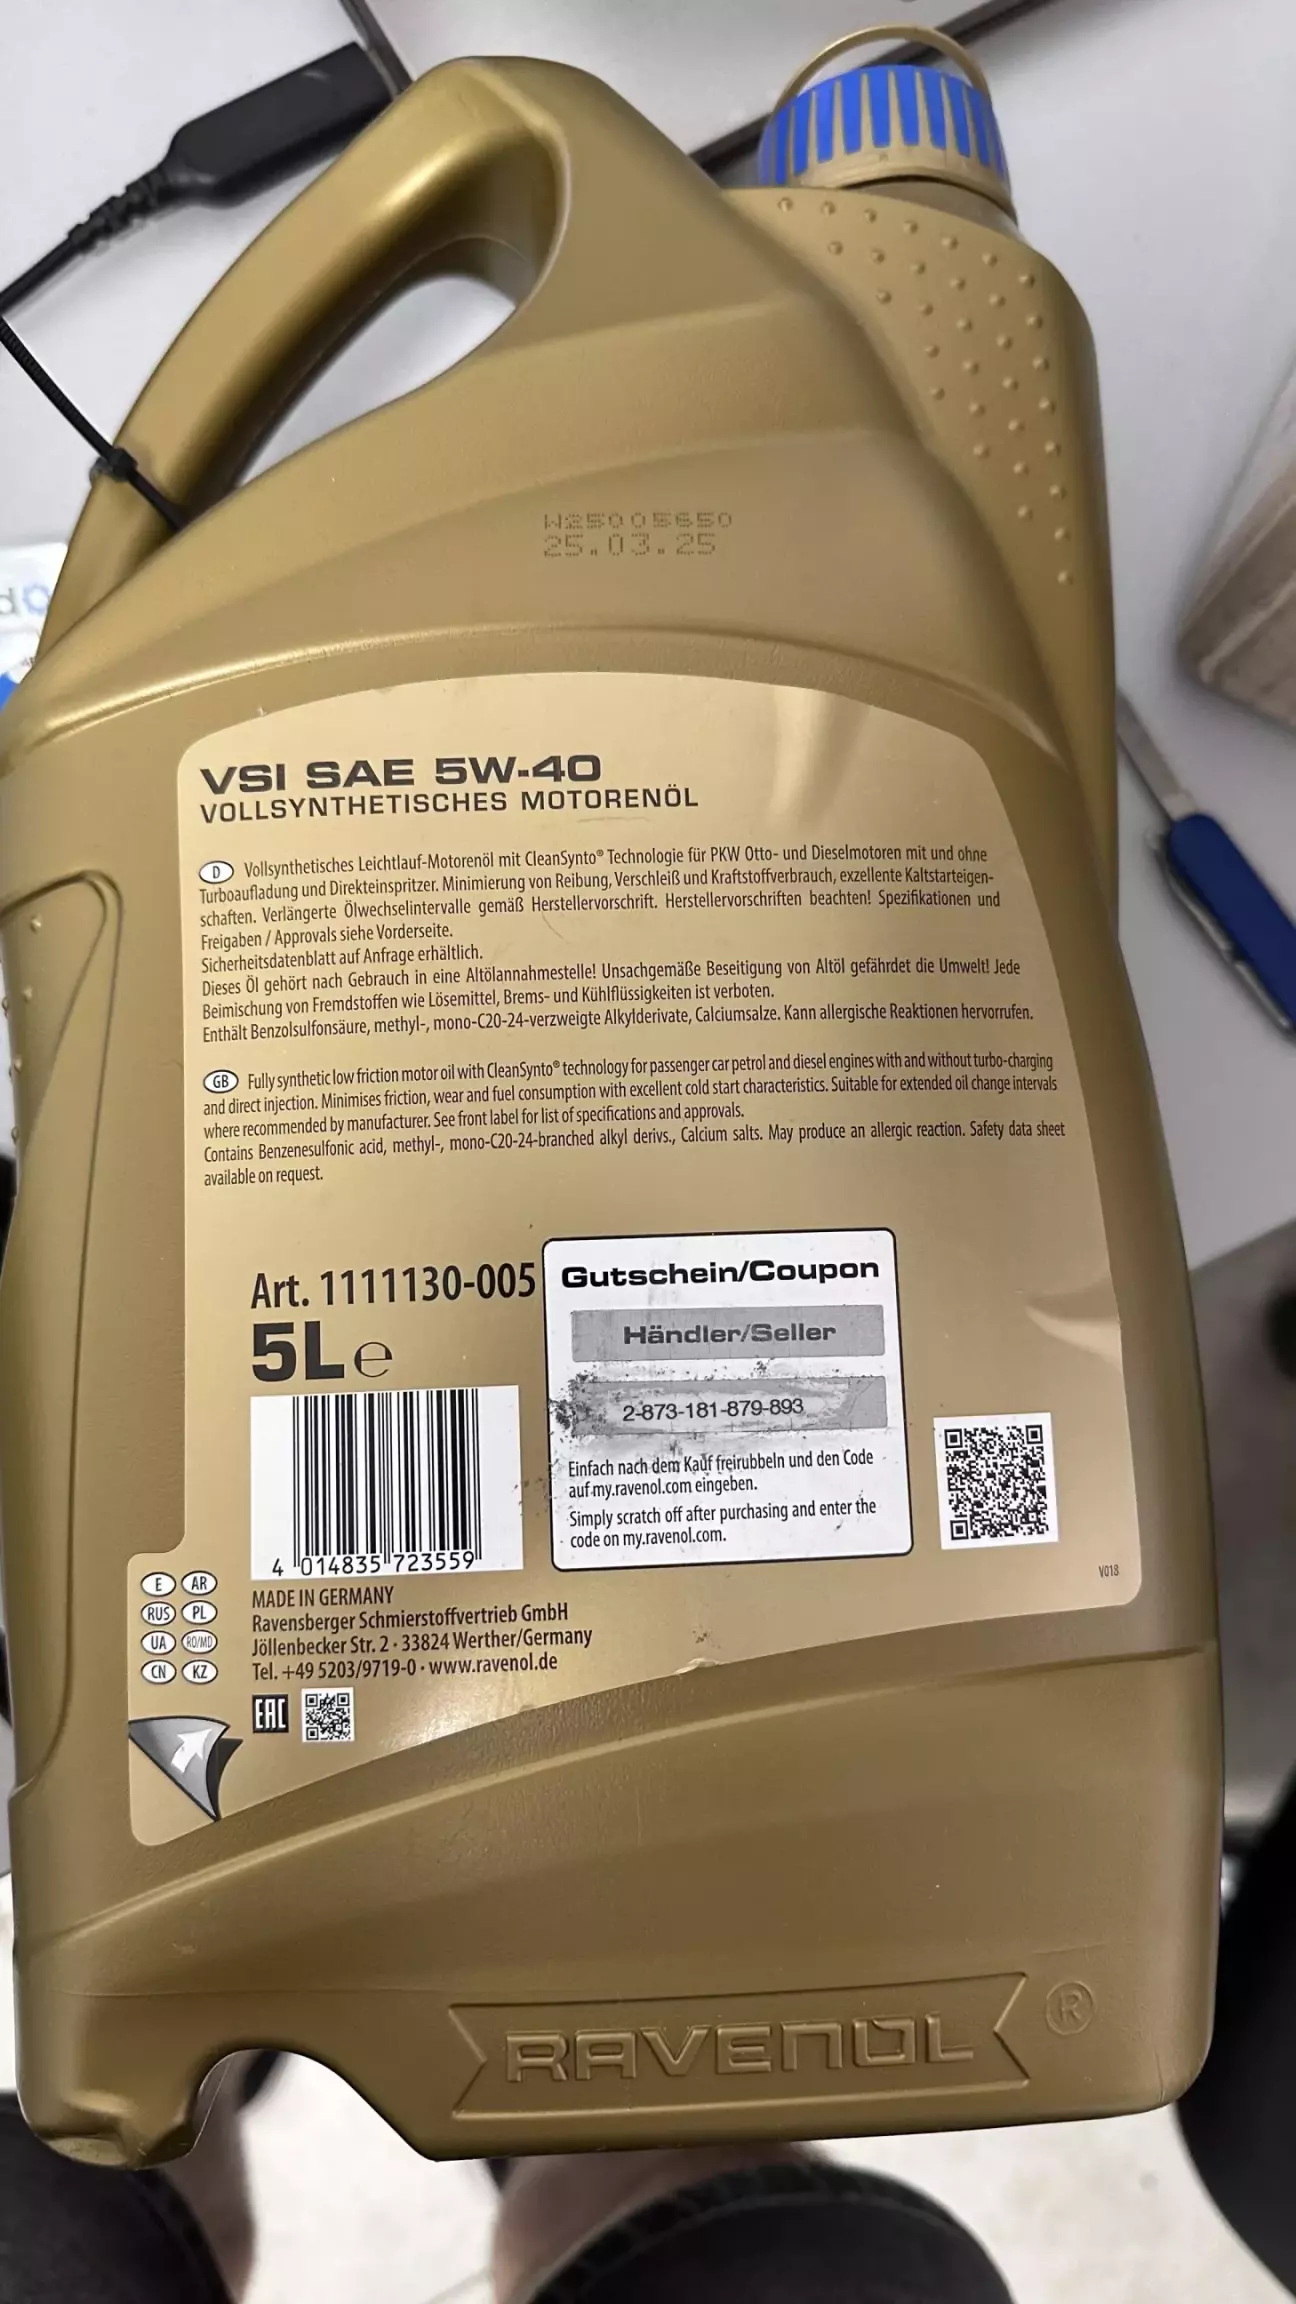 W25005650
25.03.25
VSI SAE 5W-40
VOLLSYNTHETISCHES MOTORENÖL
D Vollsynthetisches Leichtlauf-Motorenöl mit CleanSynto® Technologie für PKW Otto- und Dieselmotoren mit und ohne
Turboaufladung und Direkteinspritzer. Minimierung von Reibung, Verschleiß und Kraftstoffverbrauch, exzellente Kaltstarteigen-
schaften. Verlängerte Ölwechselintervalle gemäß Herstellervorschrift. Herstellervorschriften beachten! Spezifikationen und
Freigaben / Approvals siehe Vorderseite.
Sicherheitsdatenblatt auf Anfrage erhältlich.
Dieses Öl gehört nach Gebrauch in eine Altölannahmestelle! Unsachgemäße Beseitigung von Altöl gefährdet die Umwelt! Jede
Beimischung von Fremdstoffen wie Lösemittel, Brems- und Kühlflüssigkeiten ist verboten.
Enthält Benzolsulfonsäure, methyl-, mono-C20-24-verzweigte Alkylderivate, Calciumsalze. Kann allergische Reaktionen hervorrufen.
GB Fully synthetic low friction motor oil with CleanSynto® technology for passenger car petrol and diesel engines with and without turbo-charging
and direct injection. Minimises friction, wear and fuel consumption with excellent cold start characteristics. Suitable for extended oil change intervals
where recommended by manufacturer. See front label for list of specifications and approvals.
Contains Benzenesulfonic acid, methyl-, mono-C20-24-branched alkyl derivs., Calcium salts. May produce an allergic reaction. Safety data sheet
available on request.
Art. 1111130-005
5L e
Gutschein/Coupon
Händler/Seller
2-873-181-879-893
Einfach nach dem Kauf freirubbeln und den Code
auf my.ravenol.com eingeben.
Simply scratch off after purchasing and enter the
code on my.ravenol.com.
4 014835 723559
V018
E AR
RUS PL
UA RO/MD
CN KZ
MADE IN GERMANY
Ravensberger Schmierstoffvertrieb GmbH
Jöllenbecker Str. 2 · 33824 Werther/Germany
Tel. +49 5203/9719-0 · www.ravenol.de
EAC
RAVENOL ®